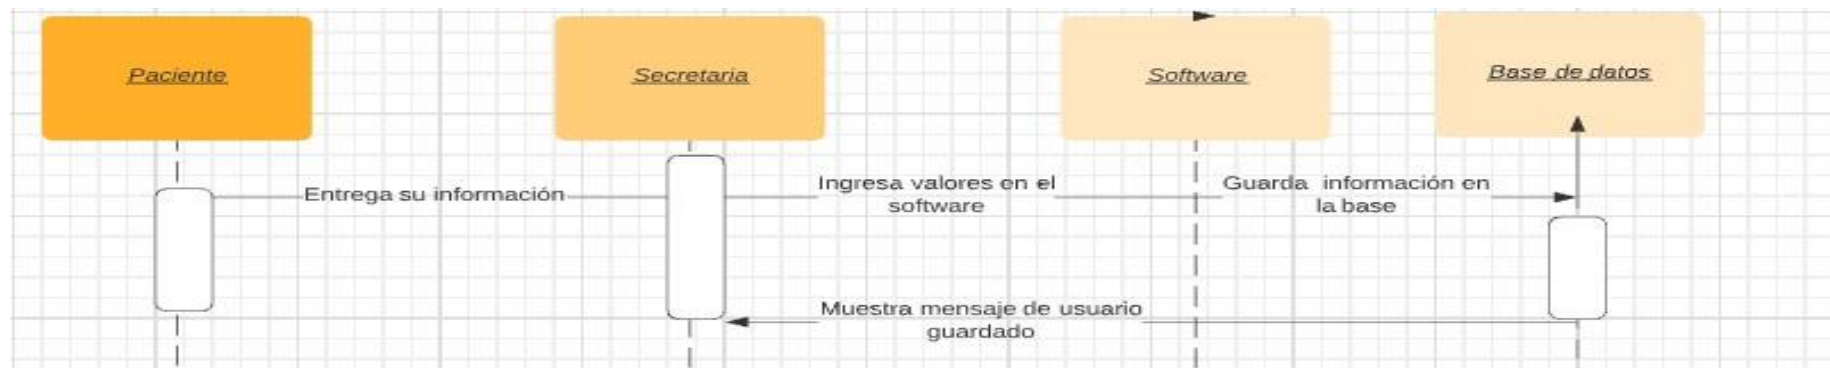 Paciente
Secretaria
Software
Base de datos
Entrega su información
Ingresa valores en el
software
Guarda información en
la base
Muestra mensaje de usuario
guardado